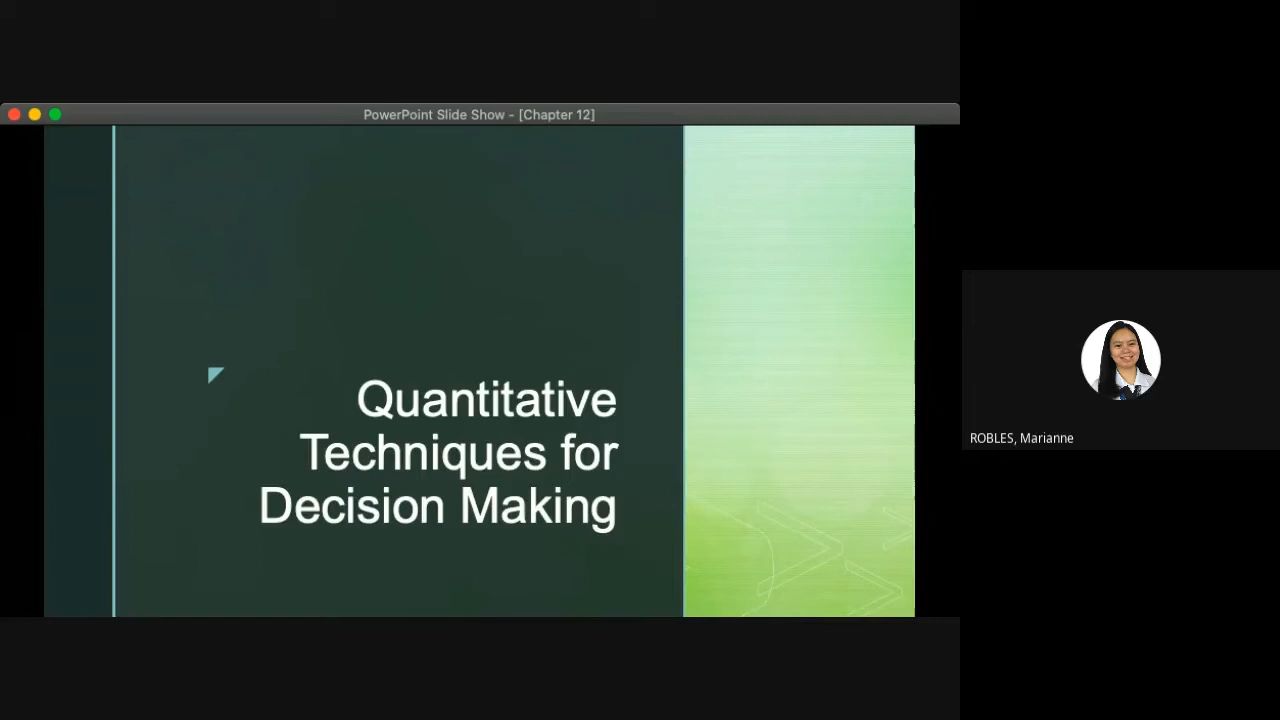 PowerPoint Slide Show - [Chapter 12]
Quantitative
Techniques for
Decision Making
ROBLES, Marianne